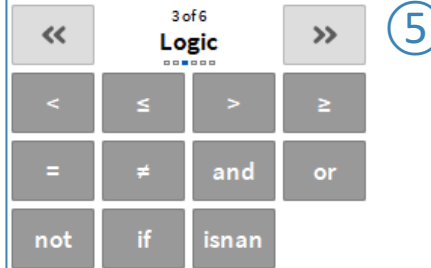 « 3 of 6 »
Logic
⑤
< ≤ > ≥
= ≠ and or
not if isnan